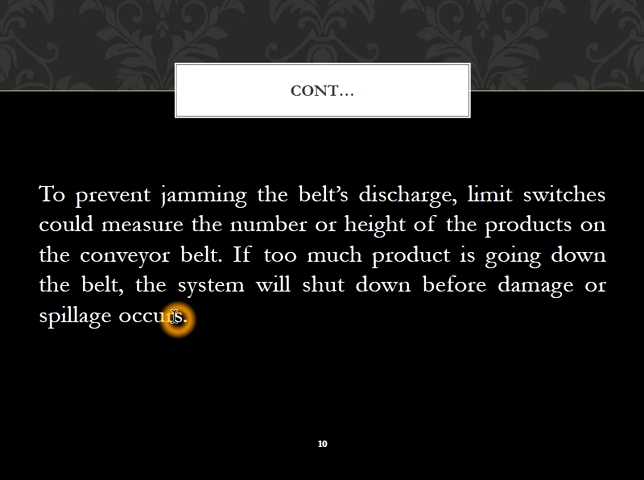 CONT...
To prevent jamming the belt’s discharge, limit switches
could measure the number or height of the products on
the conveyor belt. If too much product is going down
the belt, the system will shut down before damage or
spillage occurs.
10